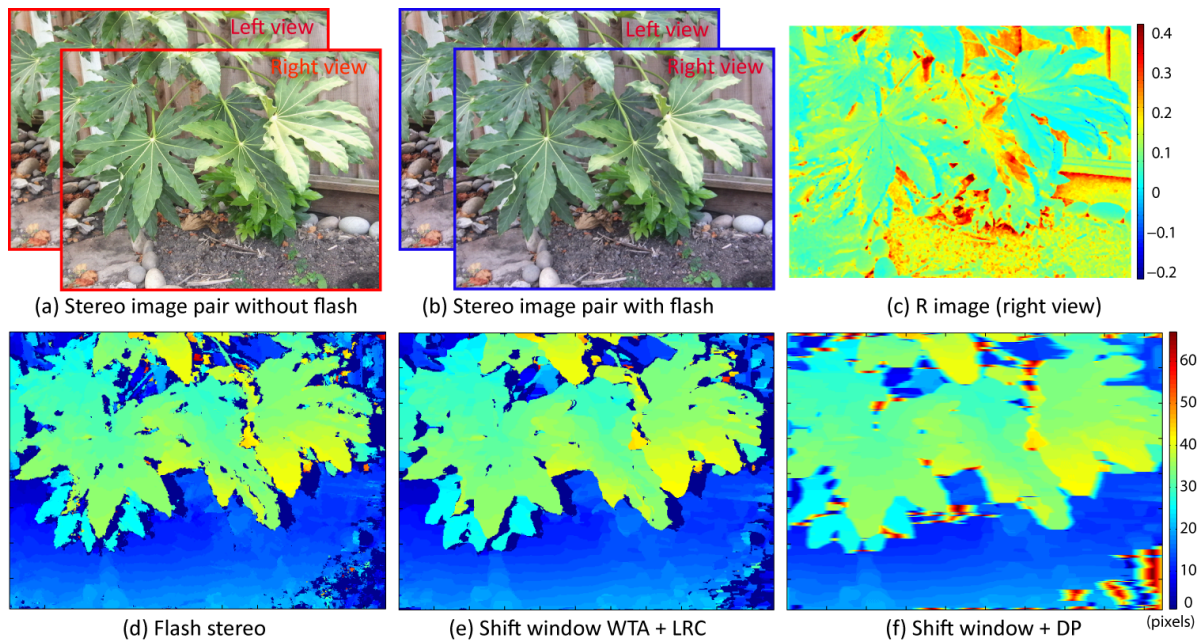 Left view
Right view
Left view
Right view
0.4
0.3
0.2
0.1
0
−0.1
−0.2
(a) Stereo image pair without flash
(b) Stereo image pair with flash
(c) R image (right view)
60
50
40
30
20
10
0
(pixels)
(d) Flash stereo
(e) Shift window WTA + LRC
(f) Shift window + DP